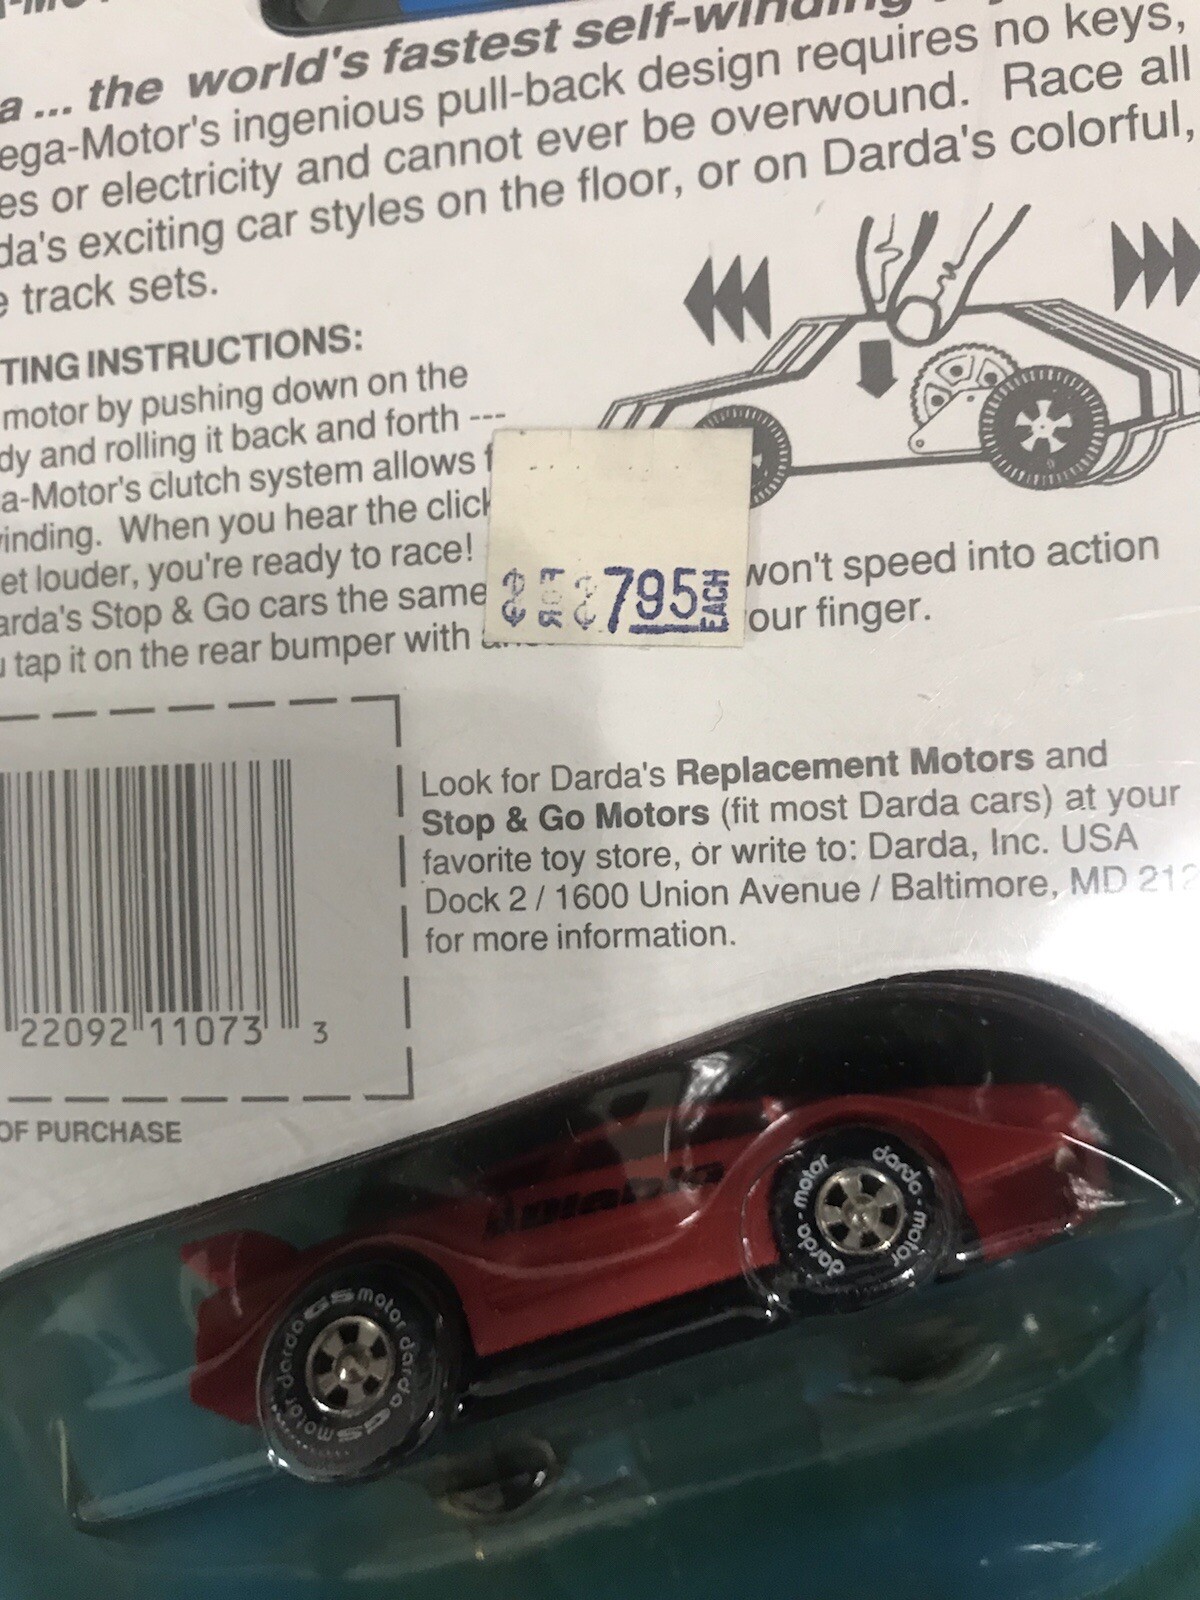 a ... the world's fastest self-winding
ega-Motor's ingenious pull-back design requires no keys,
es or electricity and cannot ever be overwound. Race all
da's exciting car styles on the floor, or on Darda's colorful,
e track sets.
TING INSTRUCTIONS:
motor by pushing down on the
dy and rolling it back and forth ---
a-Motor's clutch system allows f
inding. When you hear the click
et louder, you're ready to race!
arda's Stop & Go cars the same
won't speed into action
u tap it on the rear bumper with
our finger.
795 EACH
Look for Darda's Replacement Motors and
Stop & Go Motors (fit most Darda cars) at your
favorite toy store, or write to: Darda, Inc. USA
Dock 2 / 1600 Union Avenue / Baltimore, MD 212
for more information.
22092 11073 3
OF PURCHASE
DIABLO
darda-motor darda-motor
motor darda GS motor darda GS